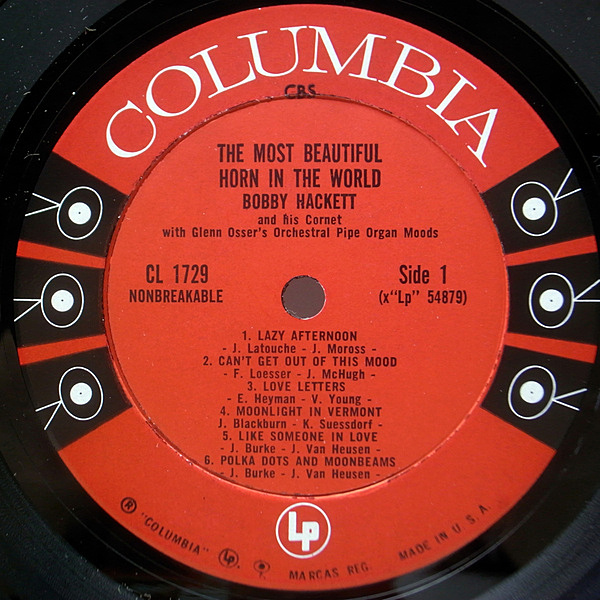 COLUMBIA
CBS
THE MOST BEAUTIFUL
HORN IN THE WORLD
BOBBY HACKETT
and his Cornet
with Glenn Osser's Orchestral Pipe Organ Moods
CL 1729
NONBREAKABLE
Side 1
(x"Lp" 54879)
1. LAZY AFTERNOON
- J. Latouche - J. Moross -
2. CAN'T GET OUT OF THIS MOOD
- F. Loesser - J. McHugh -
3. LOVE LETTERS
- E. Heyman - V. Young -
4. MOONLIGHT IN VERMONT
J. Blackburn - K. Suessdorf -
5. LIKE SOMEONE IN LOVE
- J. Burke - J. Van Heusen -
6. POLKA DOTS AND MOONBEAMS
- J. Burke - J. Van Heusen -
Lp
® "COLUMBIA" Lp MARCAS REG. MADE IN U.S.A.